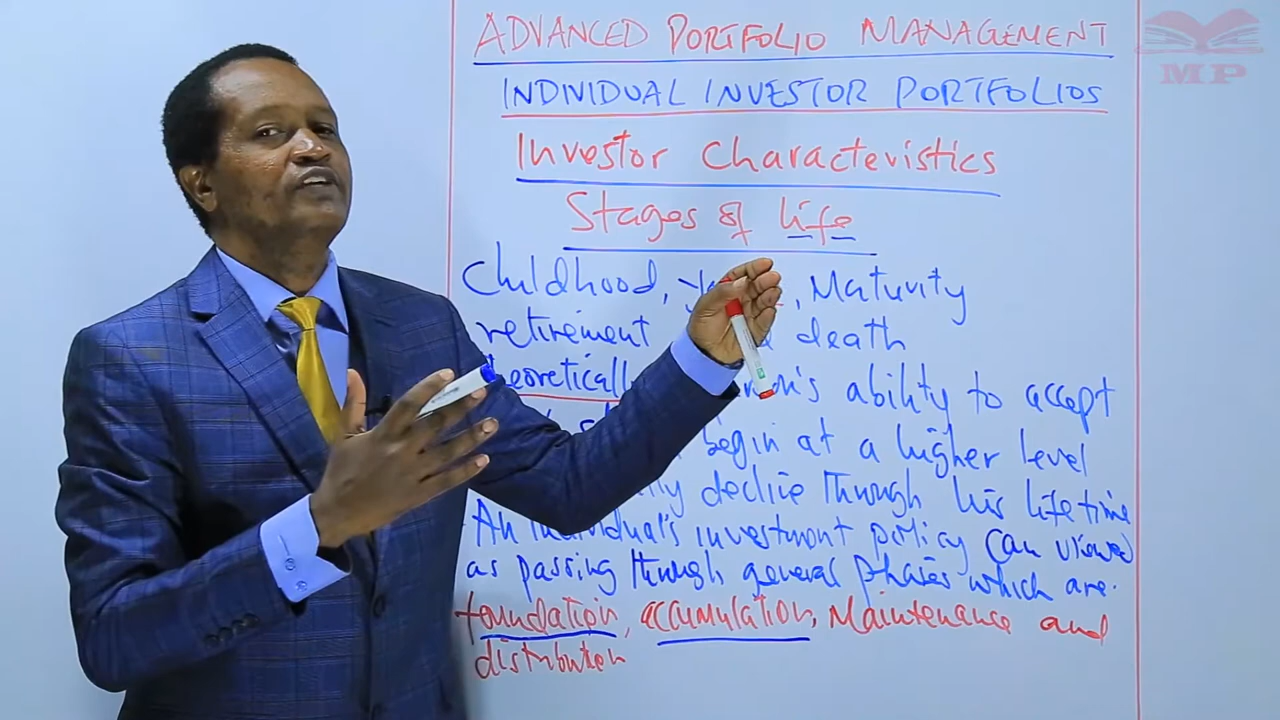 ADVANCED PORTFOLIO MANAGEMENT
MP
INDIVIDUAL INVESTOR PORTFOLIOS
Investor Characteristics
Stages of life
Childhood, Maturity
retirement death
ability to accept
begin at a higher level
decline through his lifetime
An individual's investment policy can viewed
as passing through general phases which are.
foundation, accumulation, Maintenance and
distribution